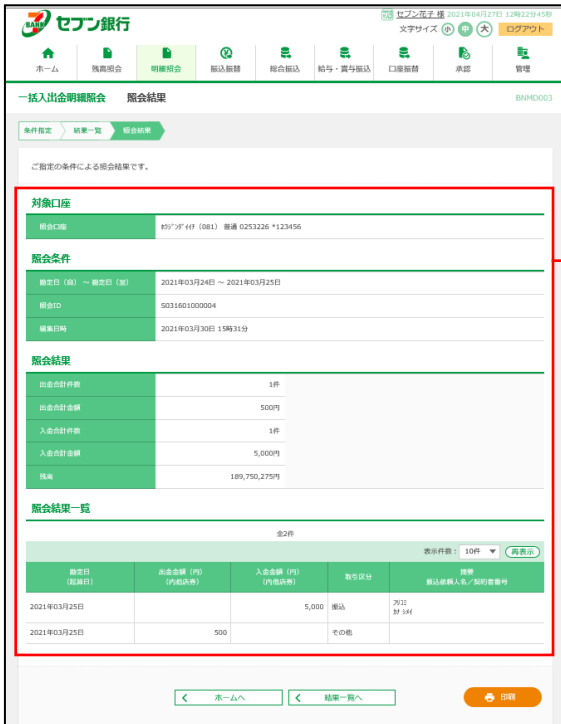 セブン銀行
セブン花子 様 2021年04月27日 12時22分45秒
文字サイズ 小 中 大 ログアウト
ホーム 残高照会 明細照会 振込振替 総合振込 給与・賞与振込 口座振替 承認 管理
一括入出金明細照会 照会結果 BNMD003
条件指定 結果一覧 照会結果
ご指定の条件による照会結果です。
対象口座
照会口座 (081) 普通 0253226 *123456
照会条件
勘定日（自）～勘定日（至） 2021年03月24日 ～ 2021年03月25日
照会ID S031601000004
編集日時 2021年03月30日 15時31分
照会結果
出金合計件数 1件
出金合計金額 500円
入金合計件数 1件
入金合計金額 5,000円
残高 189,750,275円
照会結果一覧
全2件
表示件数： 10件 ▼ 再表示
勘定日 出金金額（円） 入金金額（円） 取引区分 摘要
（起算日） （内他店券） （内他店券） 振込依頼人名／契約者番号
2021年03月25日 5,000 振込 ﾌﾘｺﾐ
ｶﾅ ｼﾒｲ
2021年03月25日 500 その他
ホームへ 結果一覧へ 印刷